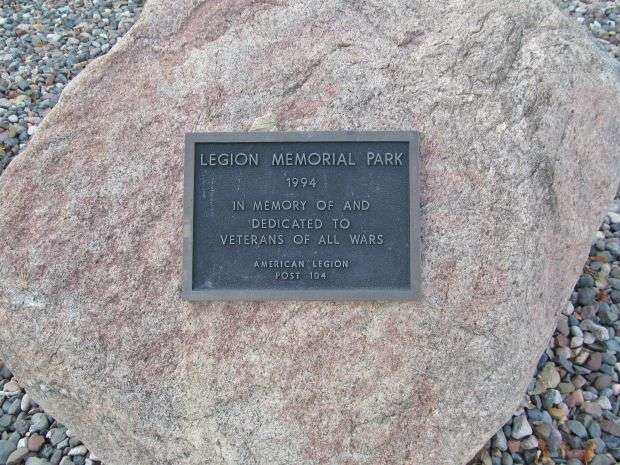 LEGION MEMORIAL PARK
1994
IN MEMORY OF AND
DEDICATED TO
VETERANS OF ALL WARS
AMERICAN LEGION
POST 104